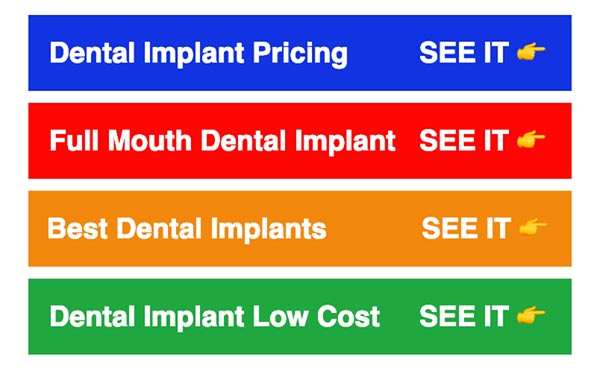 Dental Implant Pricing SEE IT 👉
Full Mouth Dental Implant SEE IT 👉
Best Dental Implants SEE IT 👉
Dental Implant Low Cost SEE IT 👉